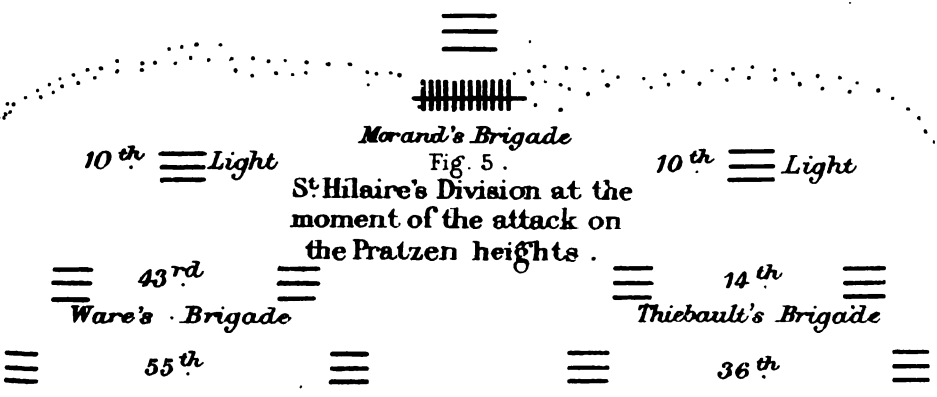 Morand's Brigade
10th Light
Fig. 5.
10th Light
St Hilaire's Division at the
moment of the attack on
the Pratzen heights.
43rd
14th
Ware's Brigade
Thiebault's Brigade
55th
36th